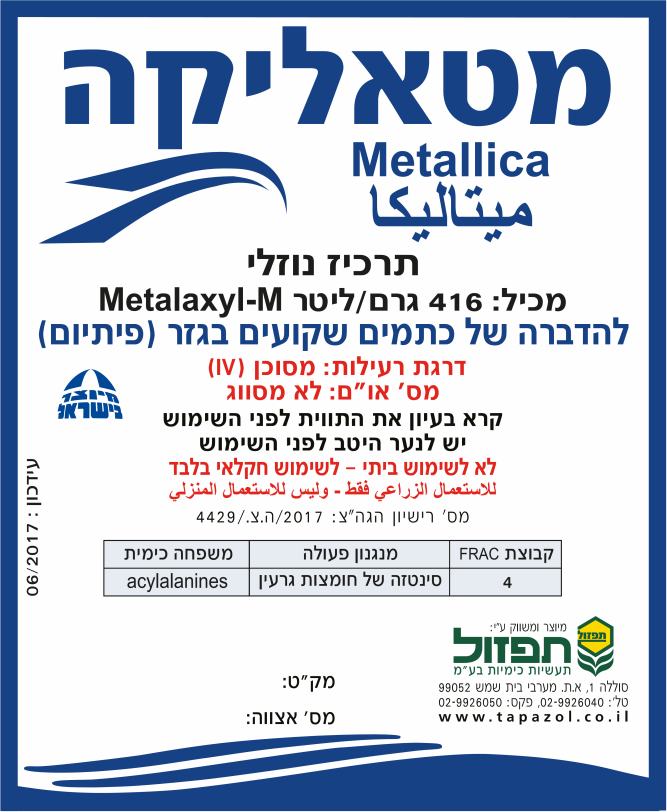 מטאליקה
Metallica
ميتاليكا
תרכיז נוזלי
מכיל: 416 גרם/ליטר Metalaxyl-M
להדברה של כתמים שקועים בגזר (פיתיום)
דרגת רעילות: מסוכן (IV)
מס׳ או״ם: לא מסווג
קרא בעיון את התווית לפני השימוש
יש לנער היטב לפני השימוש
לא לשימוש ביתי – לשימוש חקלאי בלבד
للاستعمال الزراعي فقط - وليس للاستعمال المنزلي
מס׳ רישיון הגה״צ: 2017/ה.צ./4429
קבוצת FRAC מנגנון פעולה משפחה כימית
4 סינטזה של חומצות גרעין acylalanines
מיוצר בישראל
עידכון : 06/2017
מיוצר ומשווק ע״י:
תפזול
תפזול
תעשיות כימיות בע״מ
סוללה 1, א.ת. מערבי בית שמש 99052
טל׳: 02-9926040, פקס: 02-9926050
www.tapazol.co.il
מק״ט:
מס׳ אצווה: